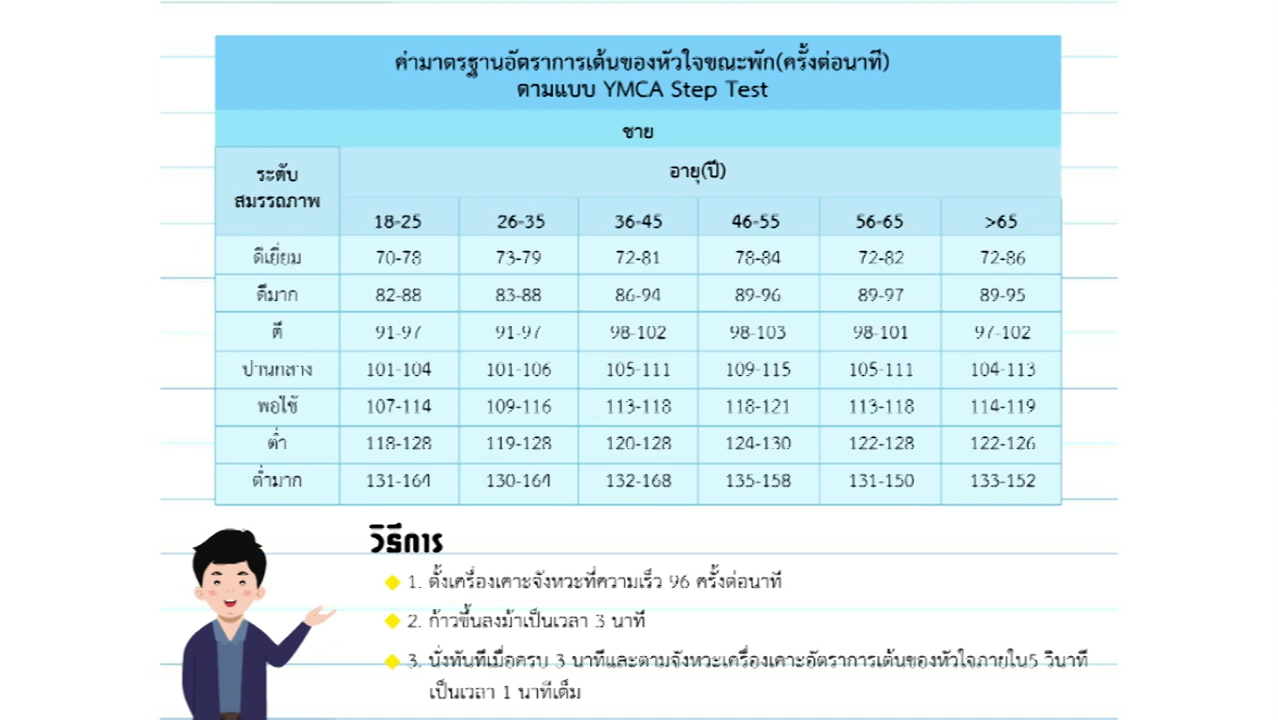 ค่ามาตรฐานอัตราการเต้นของหัวใจขณะพัก(ครั้งต่อนาที)
ตามแบบ YMCA Step Test
ชาย
ระดับ สมรรถภาพ อายุ(ปี)
18-25 26-35 36-45 46-55 56-65 >65
ดีเยี่ยม 70-78 73-79 72-81 78-84 72-82 72-86
ดีมาก 82-88 83-88 86-94 89-96 89-97 89-95
ดี 91-97 91-97 98-102 98-103 98-101 97-102
ปานกลาง 101-104 101-106 105-111 109-115 105-111 104-113
พอใช้ 107-114 109-116 113-118 118-121 113-118 114-119
ต่ำ 118-128 119-128 120-128 124-130 122-128 122-126
ต่ำมาก 131-164 130-164 132-168 135-158 131-150 133-152
วิธีการ
1. ตั้งเครื่องเคาะจังหวะที่ความเร็ว 96 ครั้งต่อนาที
2. ก้าวขึ้นลงม้าเป็นเวลา 3 นาที
3. นั่งทันทีเมื่อครบ 3 นาทีและตามจังหวะเครื่องเคาะอัตราการเต้นของหัวใจภายใน5 วินาที
เป็นเวลา 1 นาทีเต็ม